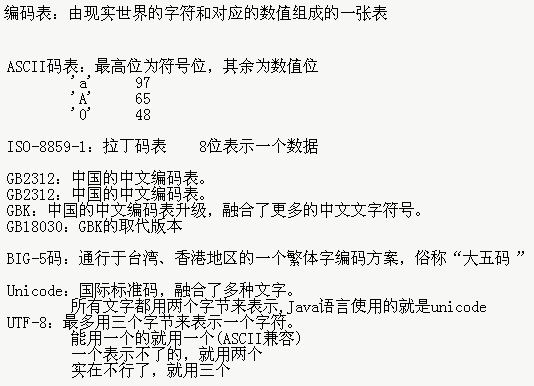 编码表：由现实世界的字符和对应的数值组成的一张表
ASCII码表：最高位为符号位，其余为数值位
'a' 97
'A' 65
'0' 48
ISO-8859-1：拉丁码表 8位表示一个数据
GB2312：中国的中文编码表。
GB2312：中国的中文编码表。
GBK：中国的中文编码表升级，融合了更多的中文文字符号。
GB18030：GBK的取代版本
BIG-5码：通行于台湾、香港地区的一个繁体字编码方案，俗称“大五码”
Unicode：国际标准码，融合了多种文字。
所有文字都用两个字节来表示,Java语言使用的就是unicode
UTF-8：最多用三个字节来表示一个字符。
能用一个的就用一个(ASCII兼容)
一个表示不了的，就用两个
实在不行了，就用三个